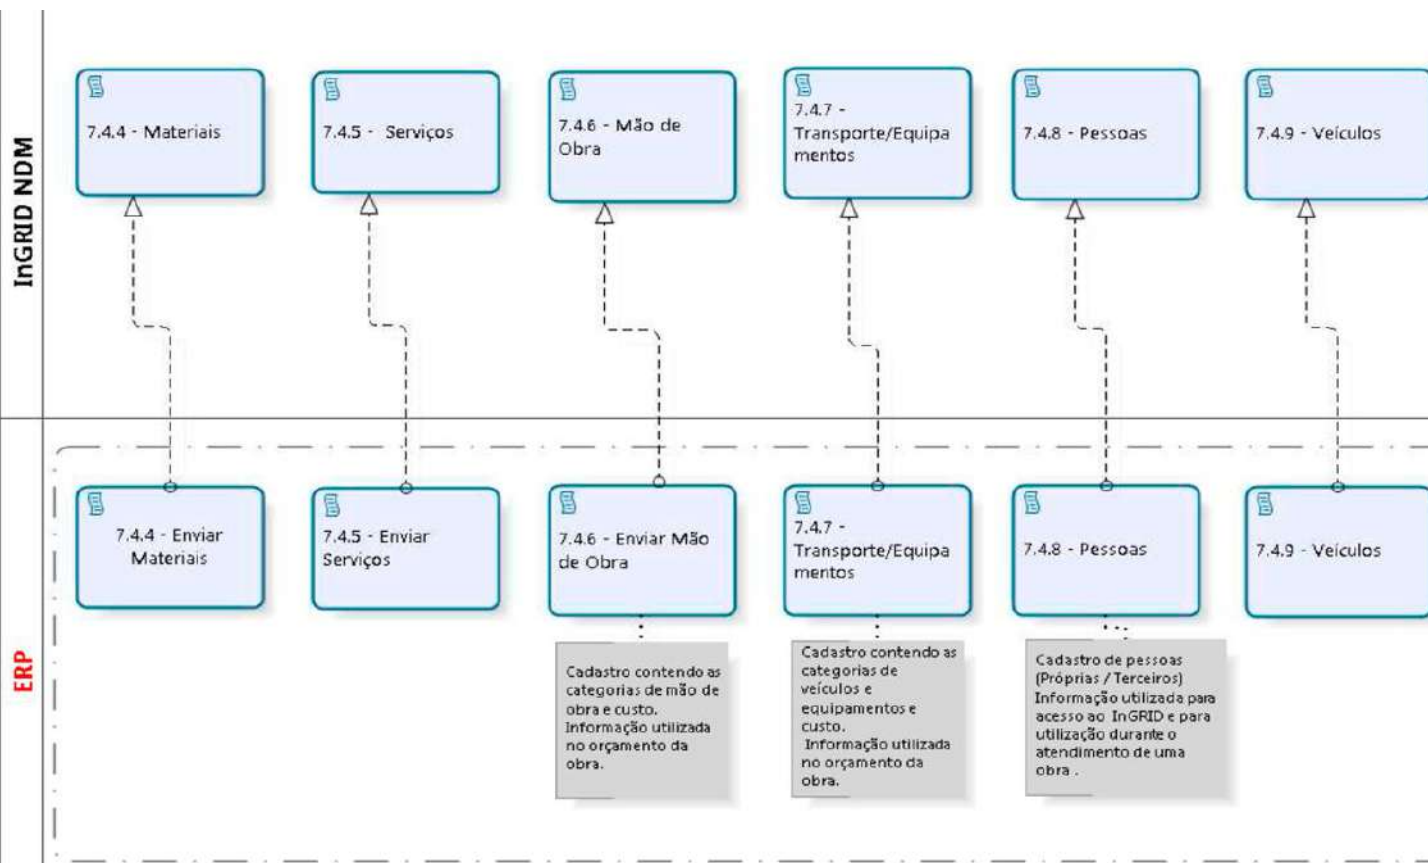 InGRID NDM
7.4.4 - Materiais
7.4.5 - Serviços
7.4.6 - Mão de
Obra
7.4.7 -
Transporte/Equipa
mentos
7.4.8 - Pessoas
7.4.9 - Veículos
ERP
7.4.4 - Enviar
Materiais
7.4.5 - Enviar
Serviços
7.4.6 - Enviar Mão
de Obra
7.4.7 -
Transporte/Equipa
mentos
7.4.8 - Pessoas
7.4.9 - Veículos
Cadastro contendo as
categorias de mão de
obra e custo.
Informação utilizada
no orçamento da
obra.
Cadastro contendo as
categorias de
veículos e
equipamentos e
custo.
Informação utilizada
no orçamento da
obra.
Cadastro de pessoas
(Próprias / Terceiros)
Informação utilizada para
acesso ao InGRID e para
utilização durante o
atendimento de uma
obra .